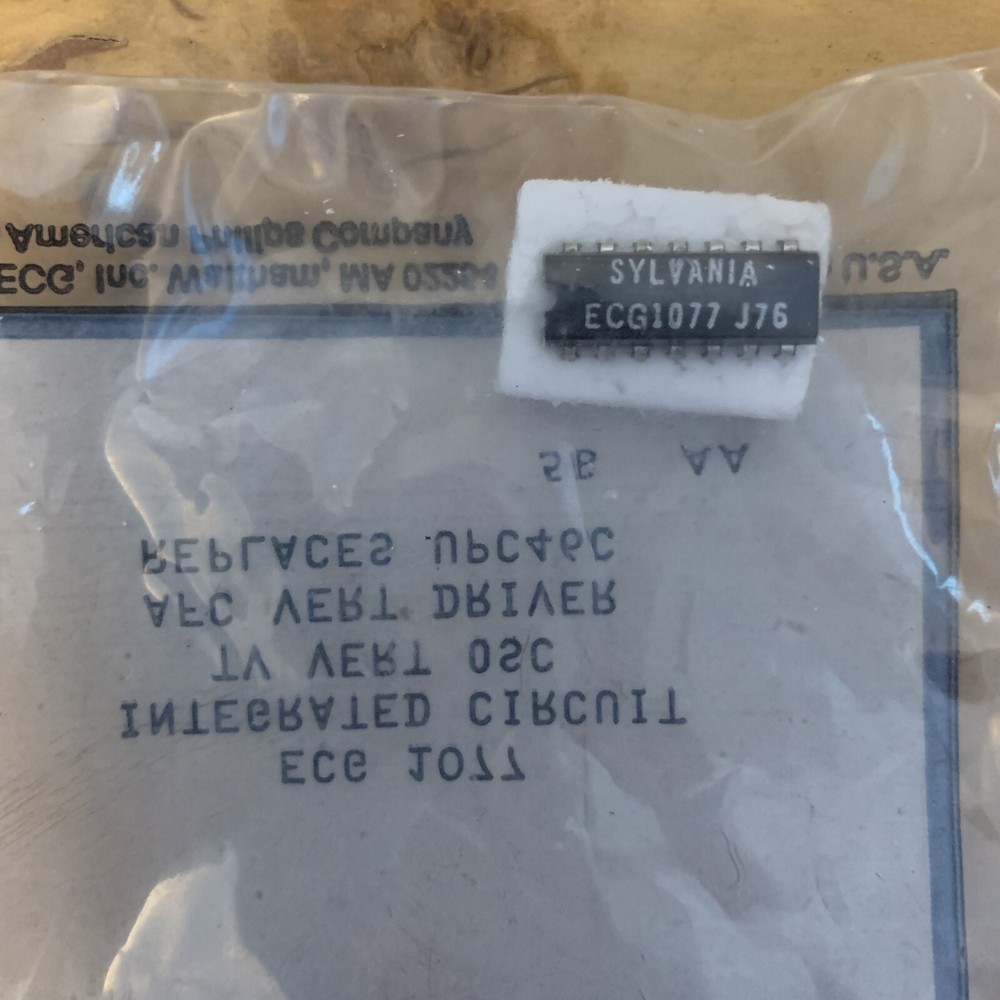 SYLVANIA
ECG1077 J76
ECG 1077
INTEGRATED CIRCUIT
TV VERT OSC
AFC VERT DRIVER
REPLACES UPC46C
5B AA
ECG, Inc. Waltham, MA 02254 U.S.A.
American Philips Company